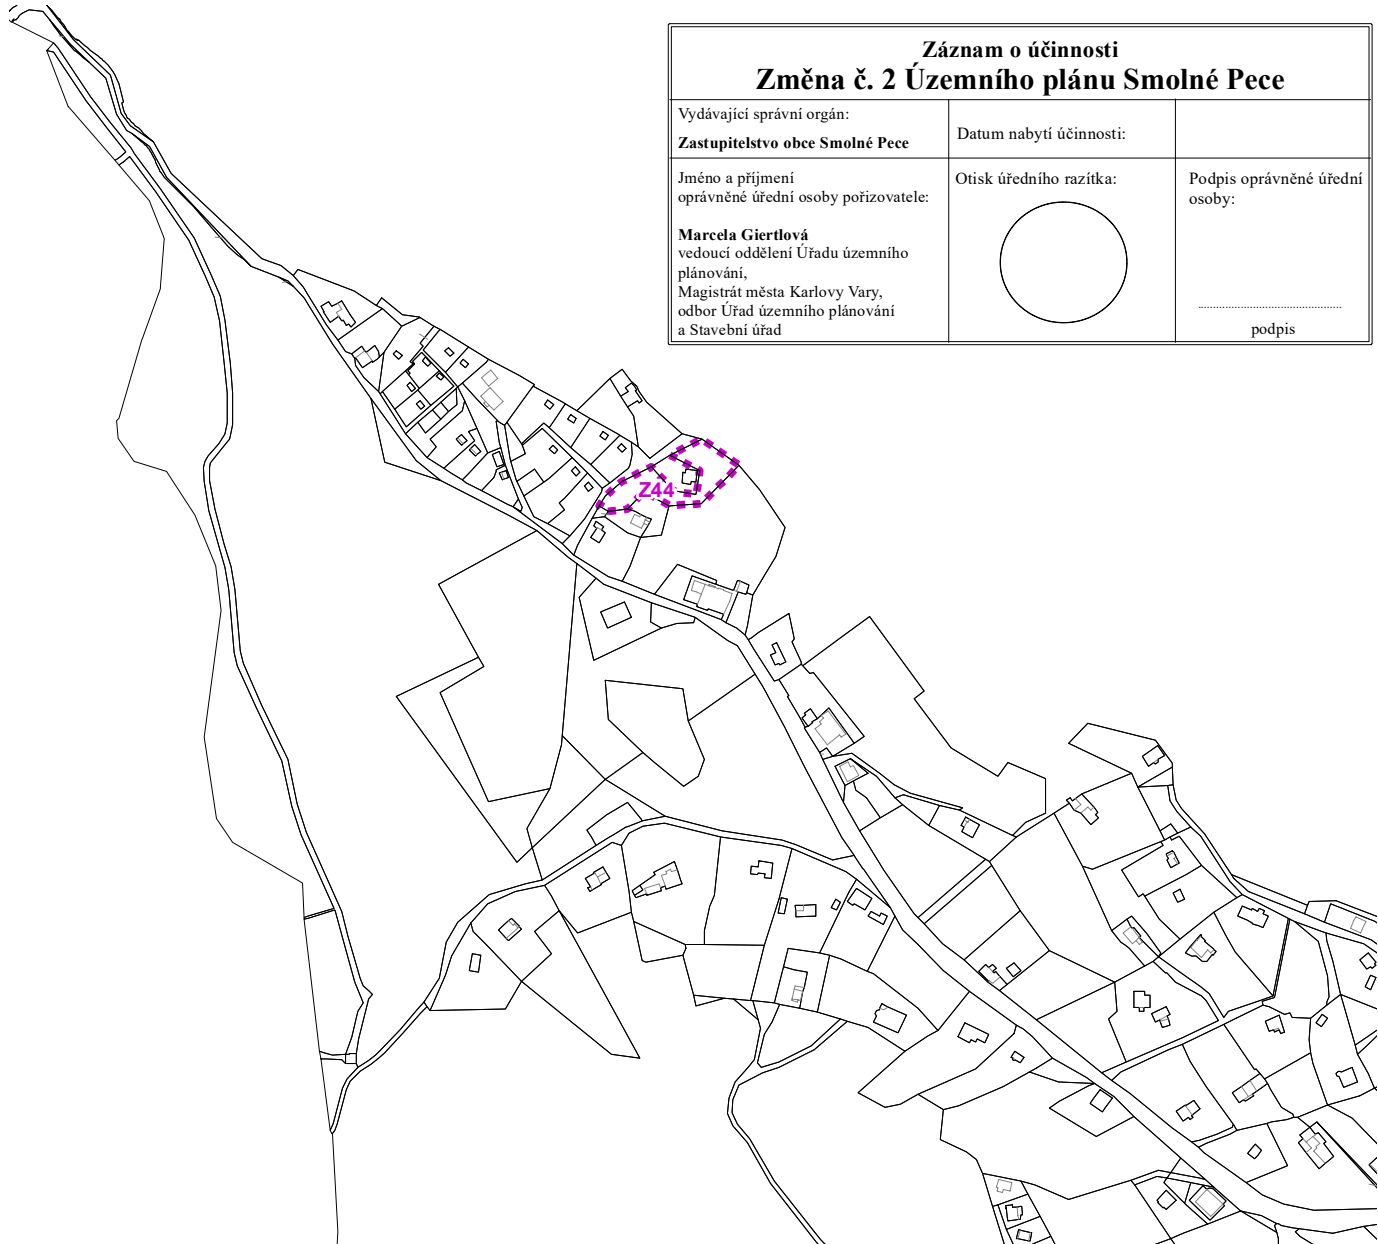 Záznam o účinnosti
Změna č. 2 Územního plánu Smolné Pece
Vydávající správní orgán:
Zastupitelstvo obce Smolné Pece
Datum nabytí účinnosti:
Jméno a příjmení
oprávněné úřední osoby pořizovatele:
Marcela Giertlová
vedoucí oddělení Úřadu územního
plánování,
Magistrát města Karlovy Vary,
odbor Úřad územního plánování
a Stavební úřad
Otisk úředního razítka:
Podpis oprávněné úřední
osoby:
podpis
Z44